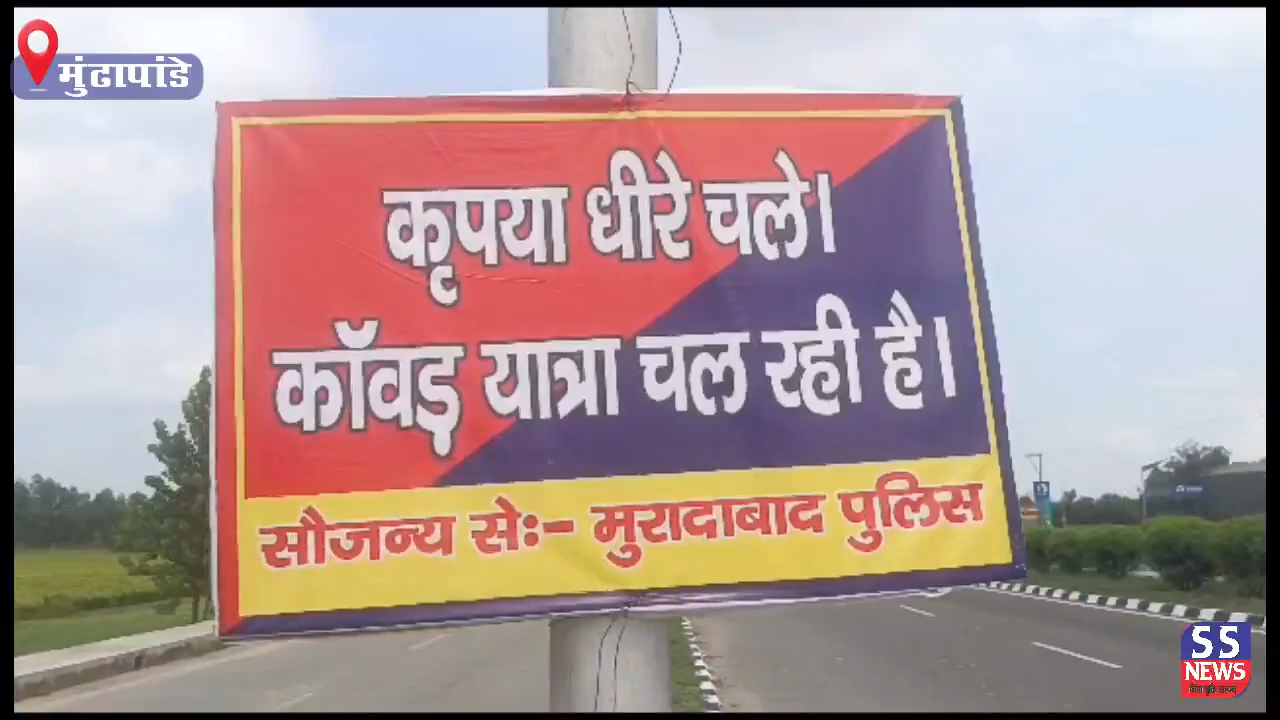 मुंढापांडे
कृपया धीरे चले।
कॉवड़ यात्रा चल रही है।
सौजन्य से:- मुरादाबाद पुलिस
SS
NEWS